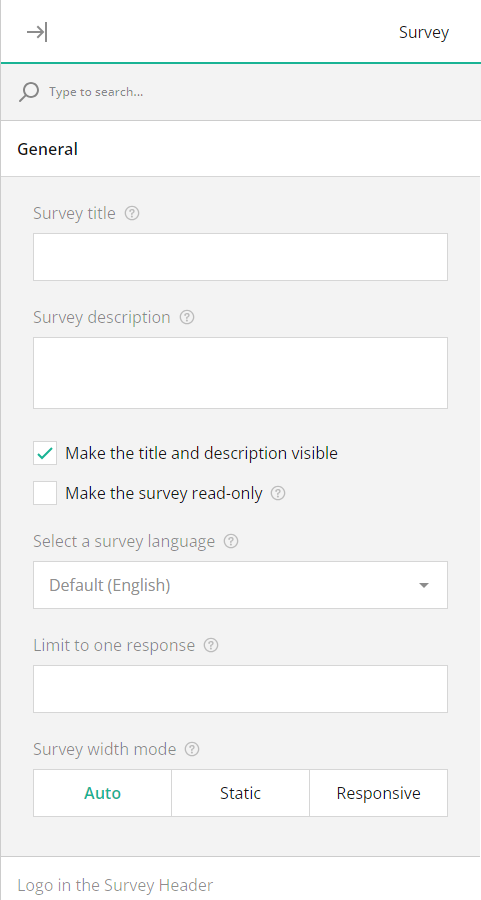 Survey
Type to search...
General
Survey title
Survey description
Make the title and description visible
Make the survey read-only
Select a survey language
Default (English)
Limit to one response
Survey width mode
Auto Static Responsive
Logo in the Survey Header